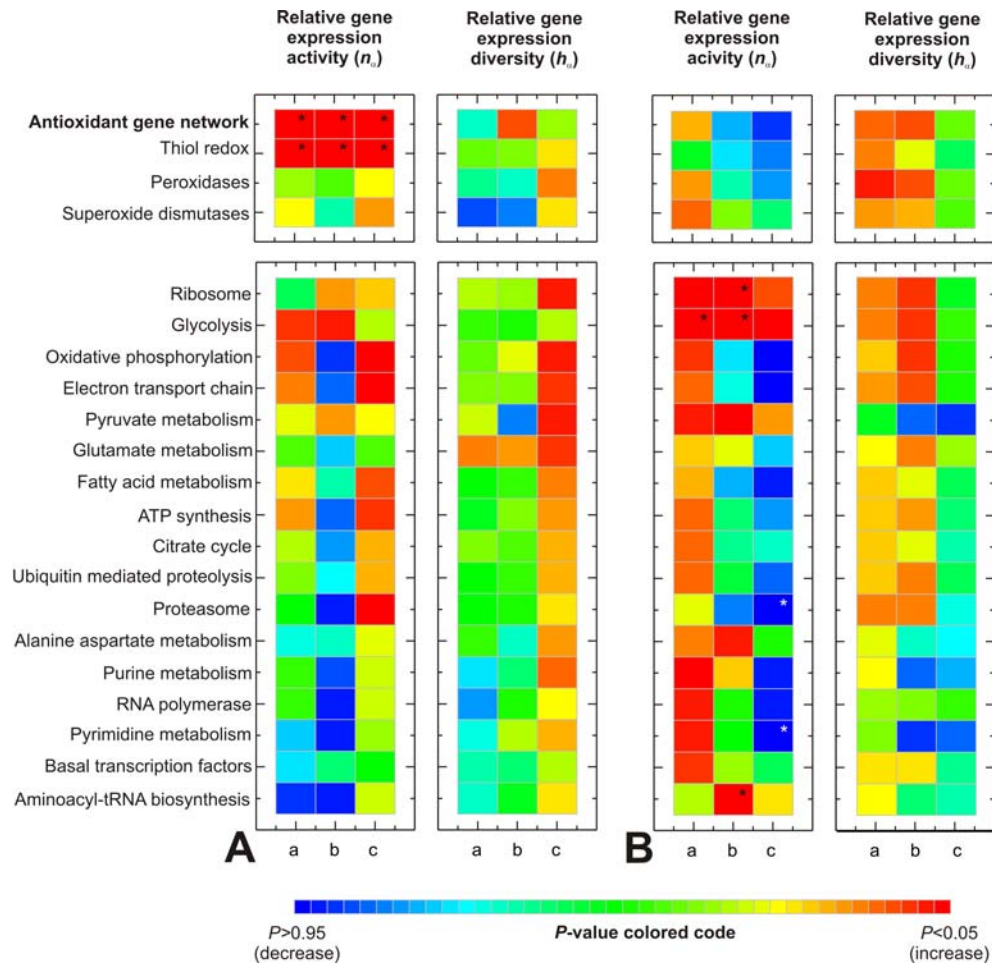 Relative gene
expression
activity (nα)
Relative gene
expression
diversity (hα)
Relative gene
expression
acivity (nα)
Relative gene
expression
diversity (hα)
Antioxidant gene network
* * *
Thiol redox
* * *
Peroxidases
Superoxide dismutases
Ribosome
*
Glycolysis
* *
Oxidative phosphorylation
Electron transport chain
Pyruvate metabolism
Glutamate metabolism
Fatty acid metabolism
ATP synthesis
Citrate cycle
Ubiquitin mediated proteolysis
Proteasome
*
Alanine aspartate metabolism
Purine metabolism
RNA polymerase
Pyrimidine metabolism
*
Basal transcription factors
Aminoacyl-tRNA biosynthesis
*
A
a b c
a b c
B
a b c
a b c
P>0.95
(decrease)
P-value colored code
P<0.05
(increase)